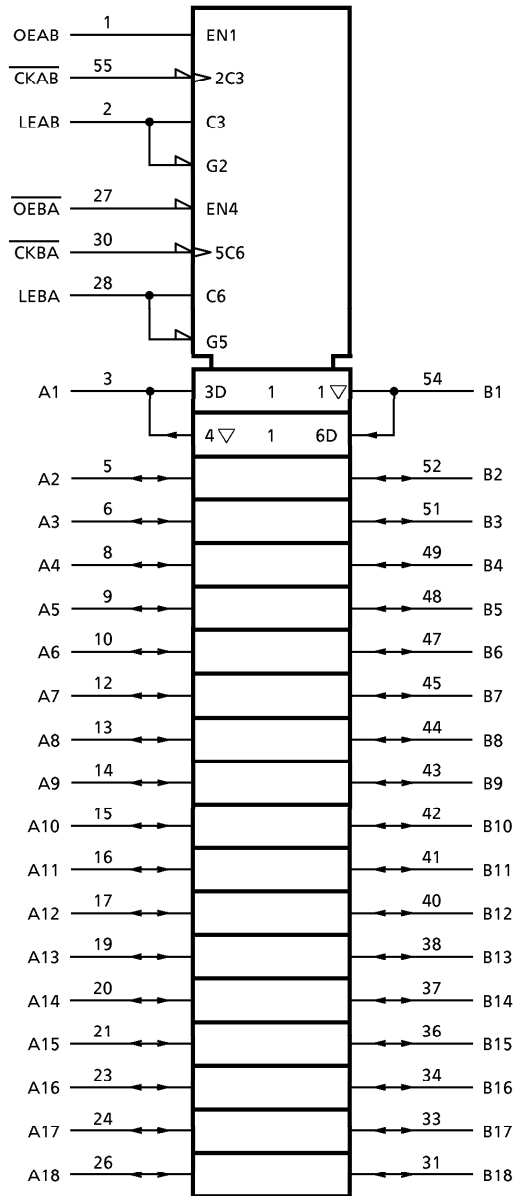 OEAB 1 EN1
CKAB 55 2C3
LEAB 2 C3
G2
OEBA 27 EN4
CKBA 30 5C6
LEBA 28 C6
G5
A1 3 3D 1 1 ▽ 54 B1
4 ▽ 1 6D
A2 5 52 B2
A3 6 51 B3
A4 8 49 B4
A5 9 48 B5
A6 10 47 B6
A7 12 45 B7
A8 13 44 B8
A9 14 43 B9
A10 15 42 B10
A11 16 41 B11
A12 17 40 B12
A13 19 38 B13
A14 20 37 B14
A15 21 36 B15
A16 23 34 B16
A17 24 33 B17
A18 26 31 B18